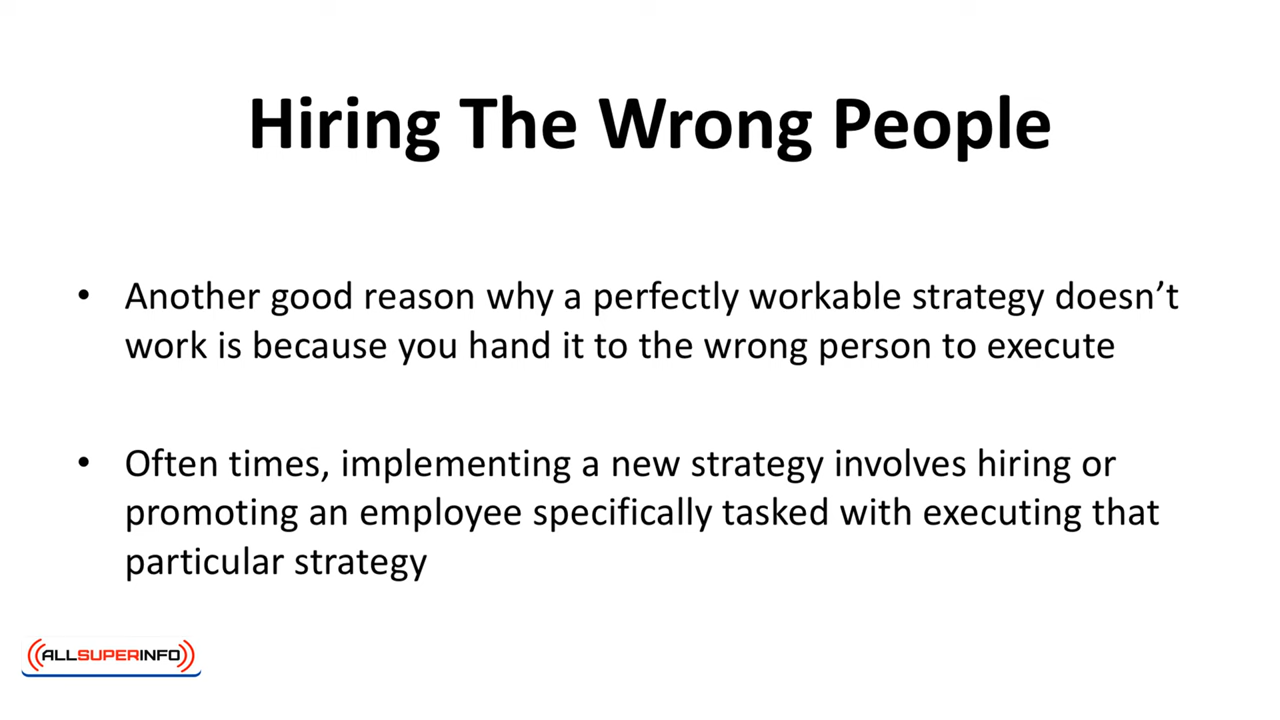 Hiring The Wrong People
• Another good reason why a perfectly workable strategy doesn’t
work is because you hand it to the wrong person to execute
• Often times, implementing a new strategy involves hiring or
promoting an employee specifically tasked with executing that
particular strategy
((ALLSUPERINFO))